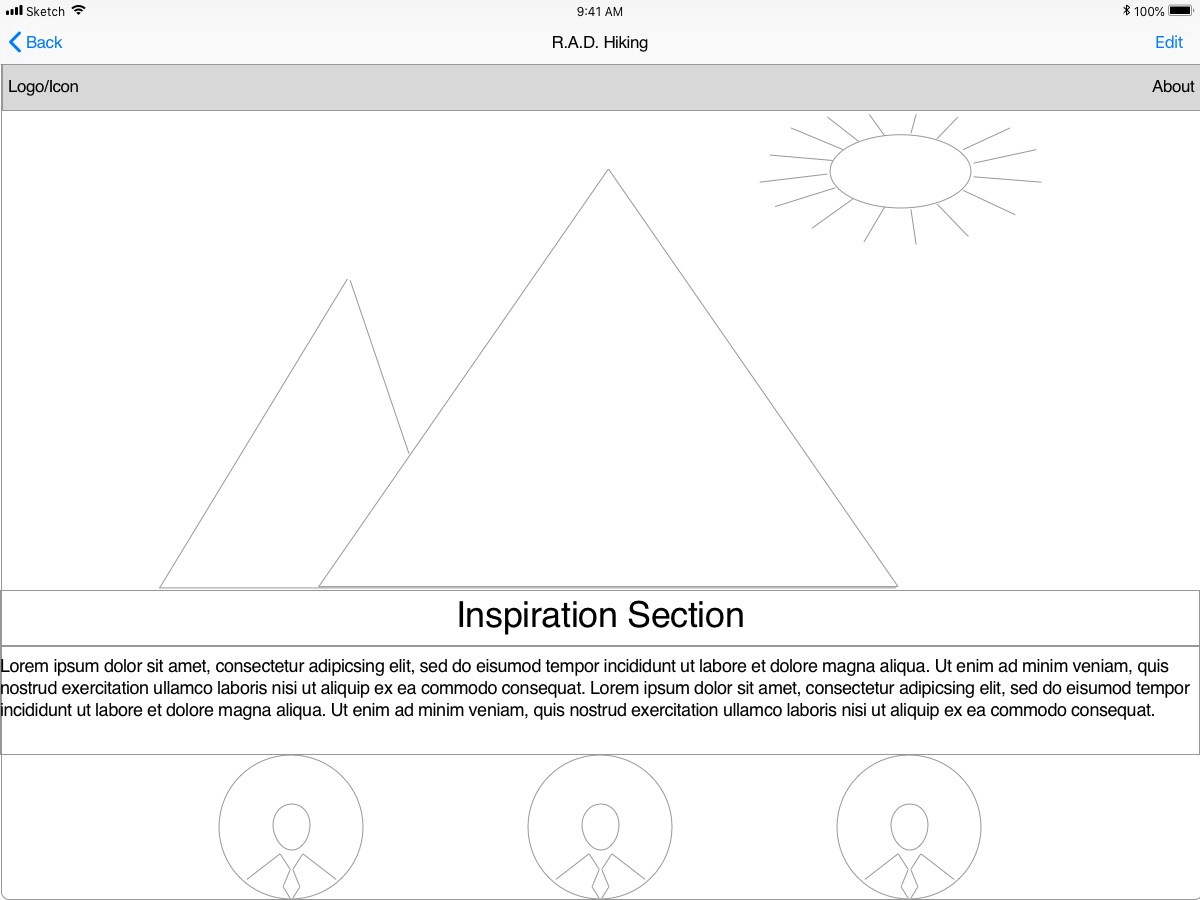 Sketch 9:41 AM 100%
Back R.A.D. Hiking Edit
Logo/Icon About
Inspiration Section
Lorem ipsum dolor sit amet, consectetur adipicsing elit, sed do eisumod tempor incididunt ut labore et dolore magna aliqua. Ut enim ad minim veniam, quis
nostrud exercitation ullamco laboris nisi ut aliquip ex ea commodo consequat. Lorem ipsum dolor sit amet, consectetur adipicsing elit, sed do eisumod tempor
incididunt ut labore et dolore magna aliqua. Ut enim ad minim veniam, quis nostrud exercitation ullamco laboris nisi ut aliquip ex ea commodo consequat.